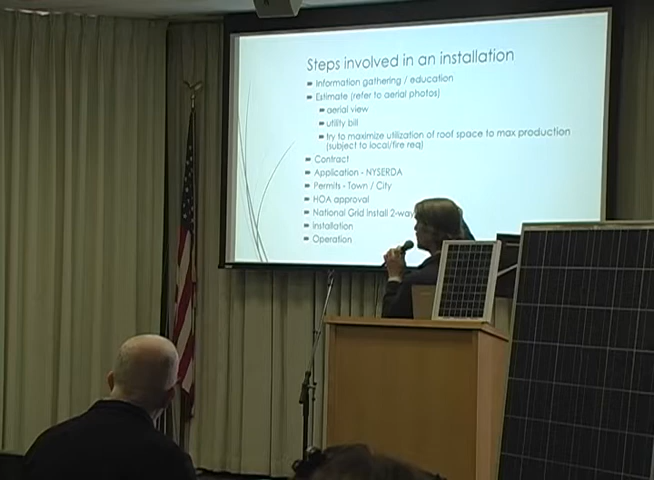 Steps involved in an installation
Information gathering / education
Estimate (refer to aerial photos)
aerial view
utility bill
try to maximize utilization of roof space to max production
(subject to local/fire req)
Contract
Application - NYSERDA
Permits - Town / City
HOA approval
National Grid install 2-way
Installation
Operation